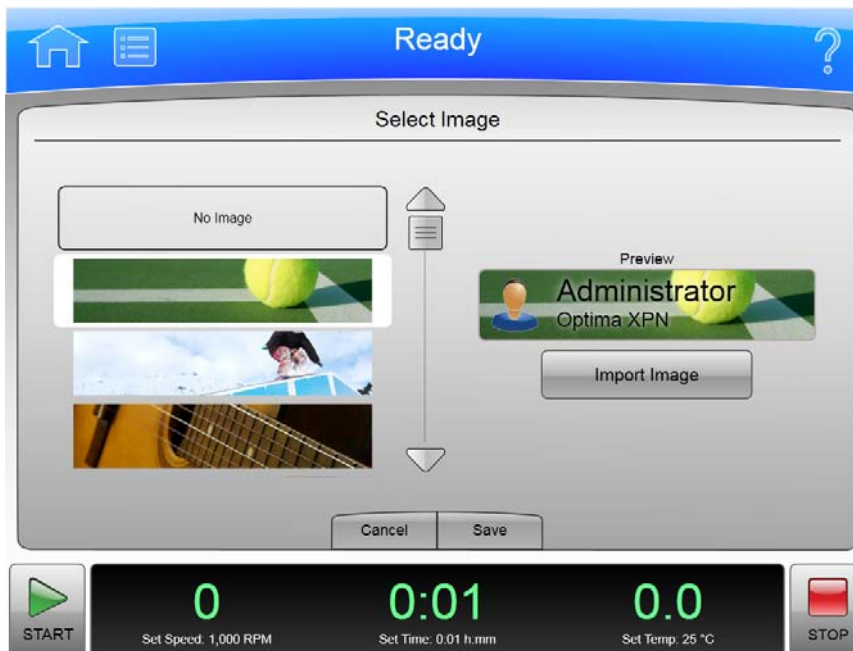 Ready
?
Select Image
No Image
Preview
Administrator
Optima XPN
Import Image
Cancel Save
0 0:01 0.0
START Set Speed: 1,000 RPM Set Time: 0:01 h:mm Set Temp: 25 °C STOP